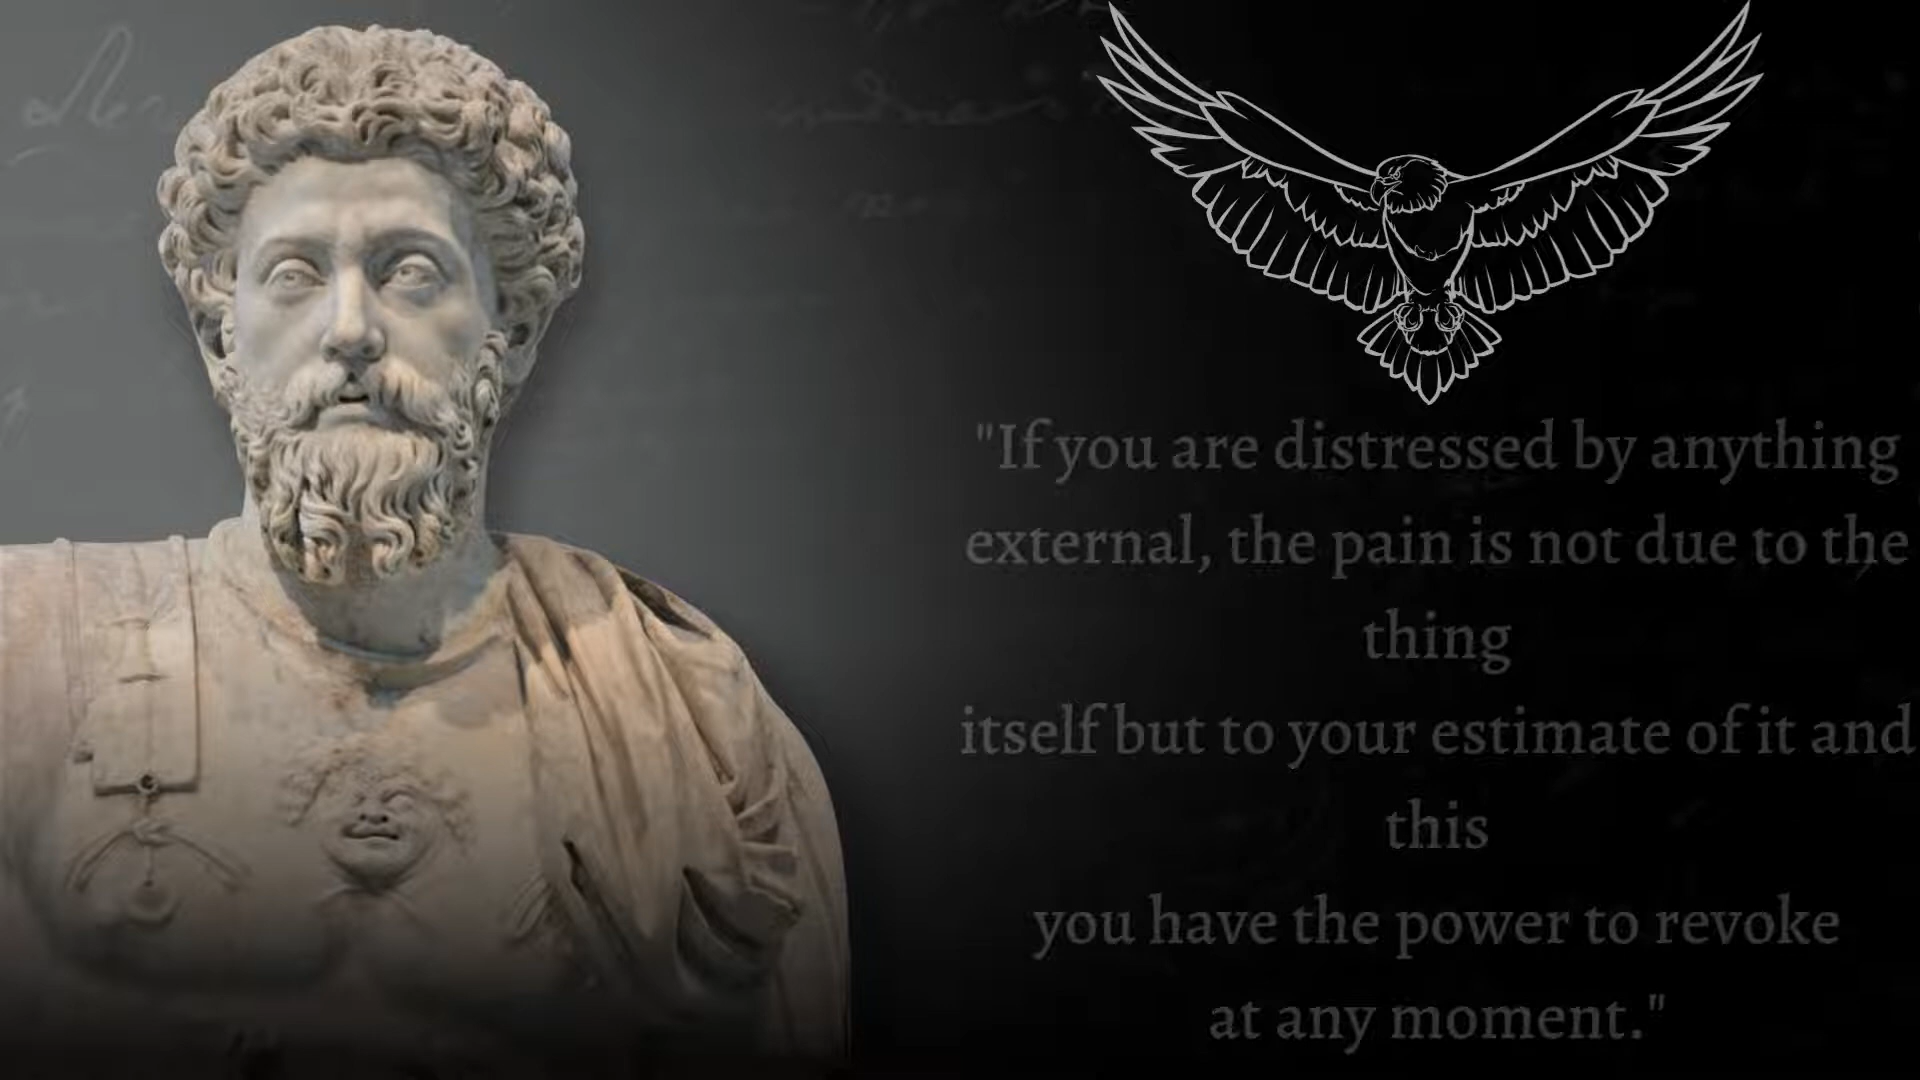 "If you are distressed by anything
external, the pain is not due to the
thing
itself but to your estimate of it and
this
you have the power to revoke
at any moment."